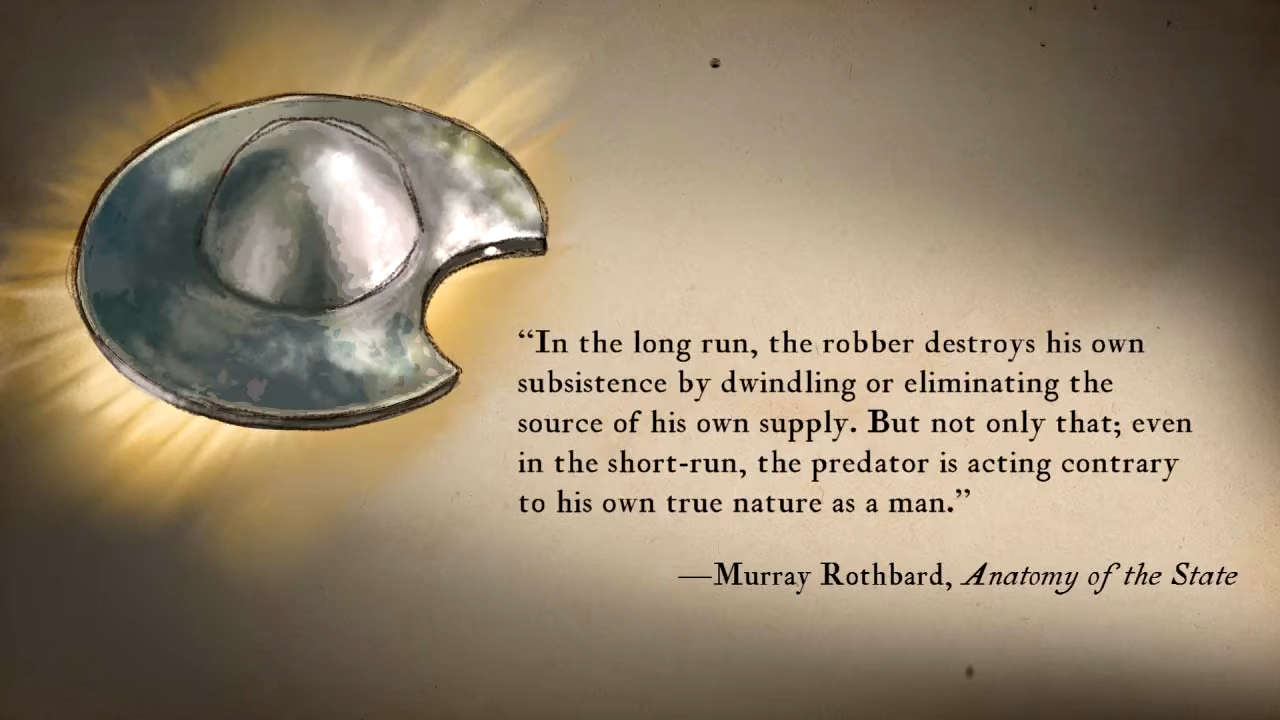 “In the long run, the robber destroys his own
subsistence by dwindling or eliminating the
source of his own supply. But not only that; even
in the short-run, the predator is acting contrary
to his own true nature as a man.”
—Murray Rothbard, Anatomy of the State